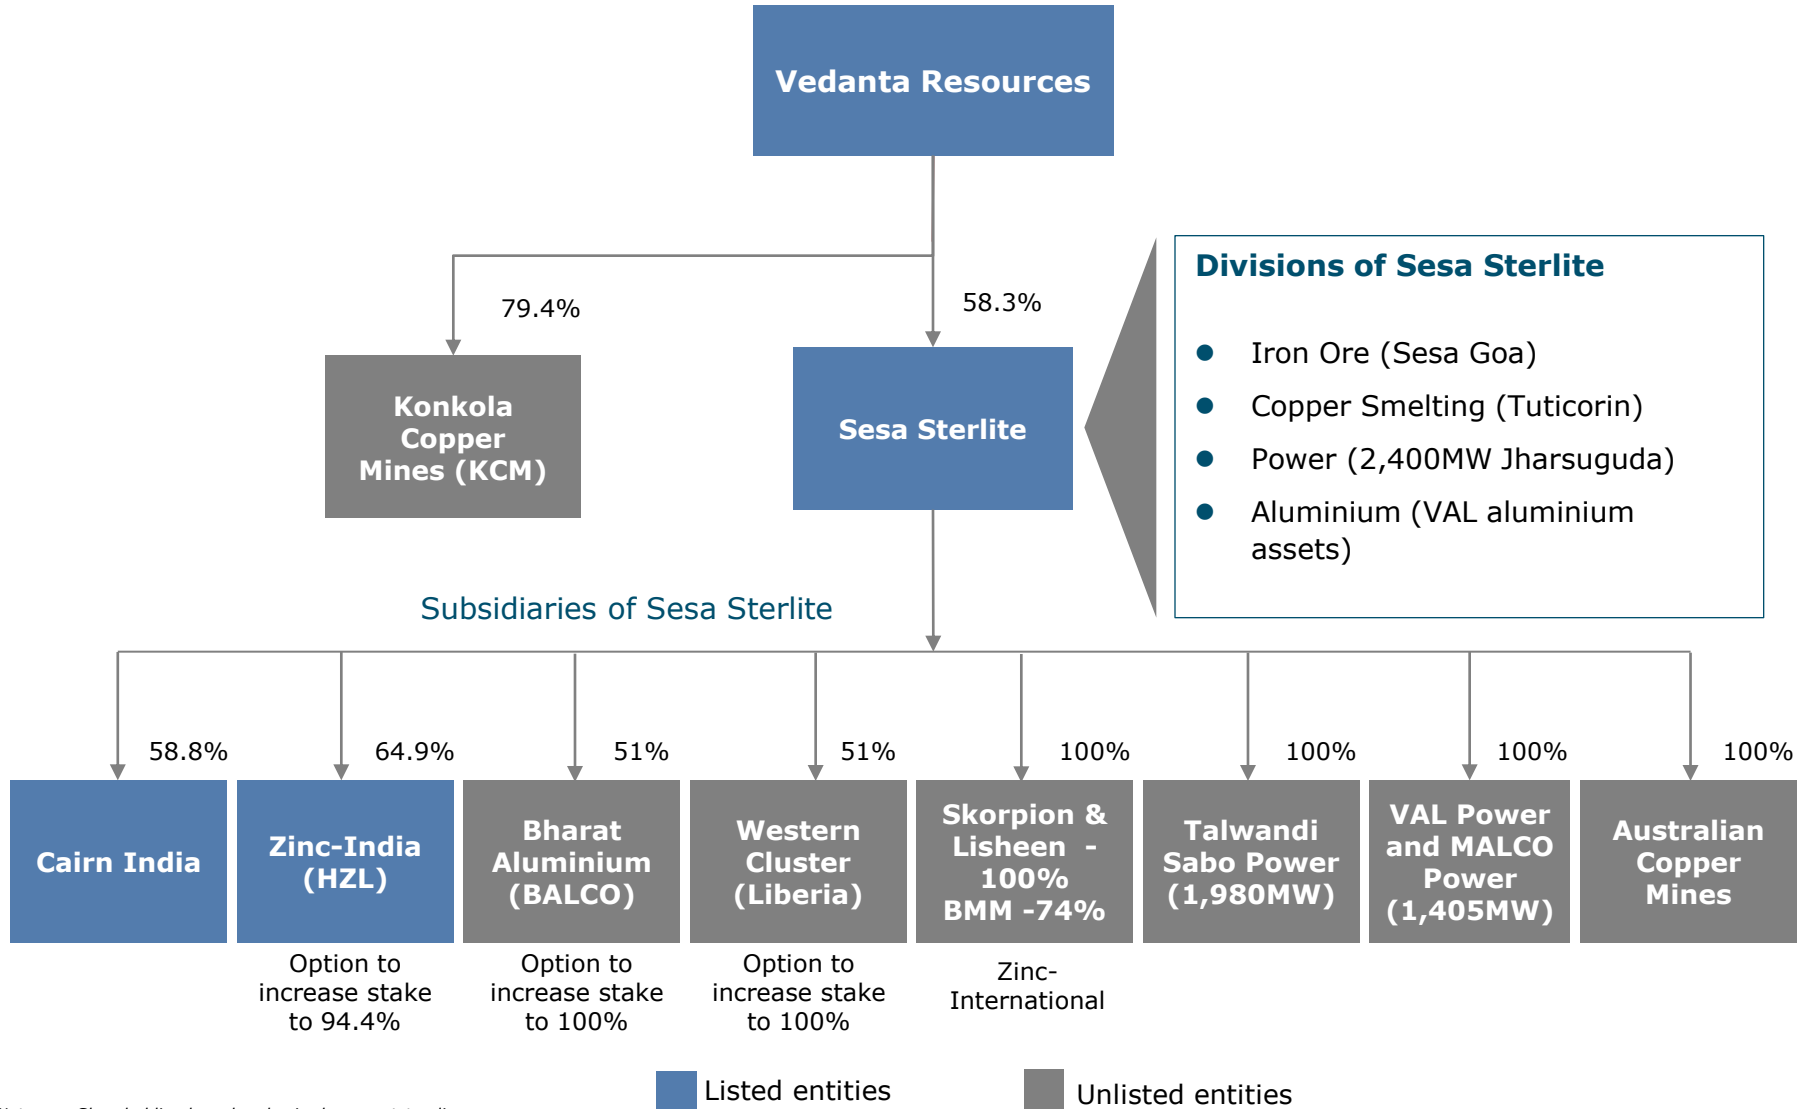 Vedanta Resources
79.4%
58.3%
Konkola
Copper
Mines (KCM)
Sesa Sterlite
Divisions of Sesa Sterlite
● Iron Ore (Sesa Goa)
● Copper Smelting (Tuticorin)
● Power (2,400MW Jharsuguda)
● Aluminium (VAL aluminium
assets)
Subsidiaries of Sesa Sterlite
58.8%
64.9%
51%
51%
100%
100%
100%
100%
Cairn India
Zinc-India
(HZL)
Bharat
Aluminium
(BALCO)
Western
Cluster
(Liberia)
Skorpion &
Lisheen -
100%
BMM -74%
Talwandi
Sabo Power
(1,980MW)
VAL Power
and MALCO
Power
(1,405MW)
Australian
Copper
Mines
Option to
increase stake
to 94.4%
Option to
increase stake
to 100%
Option to
increase stake
to 100%
Zinc-
International
Listed entities
Unlisted entities